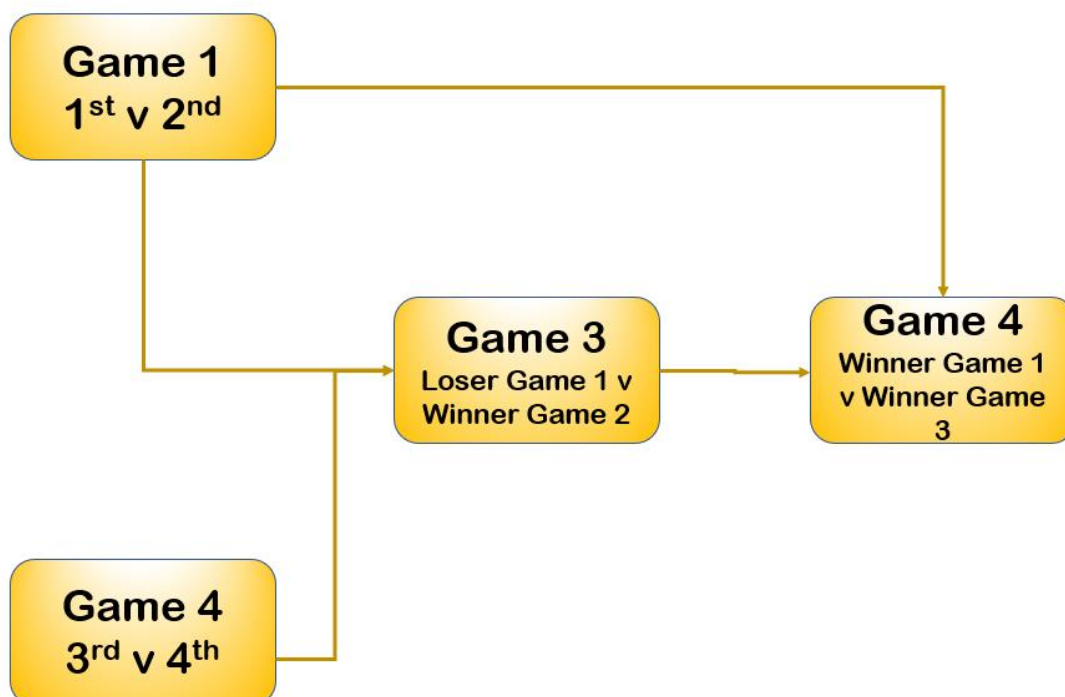 Game 1
1st v 2nd
Game 3
Loser Game 1 v
Winner Game 2
Game 4
Winner Game 1
v Winner Game
3
Game 4
3rd v 4th